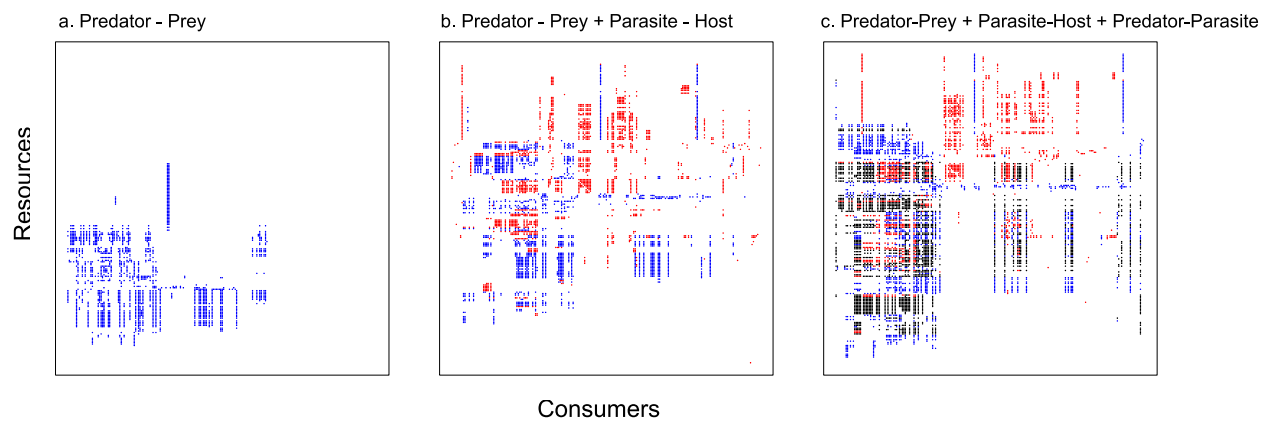 a. Predator - Prey
b. Predator - Prey + Parasite - Host
c. Predator-Prey + Parasite-Host + Predator-Parasite
Resources
Consumers